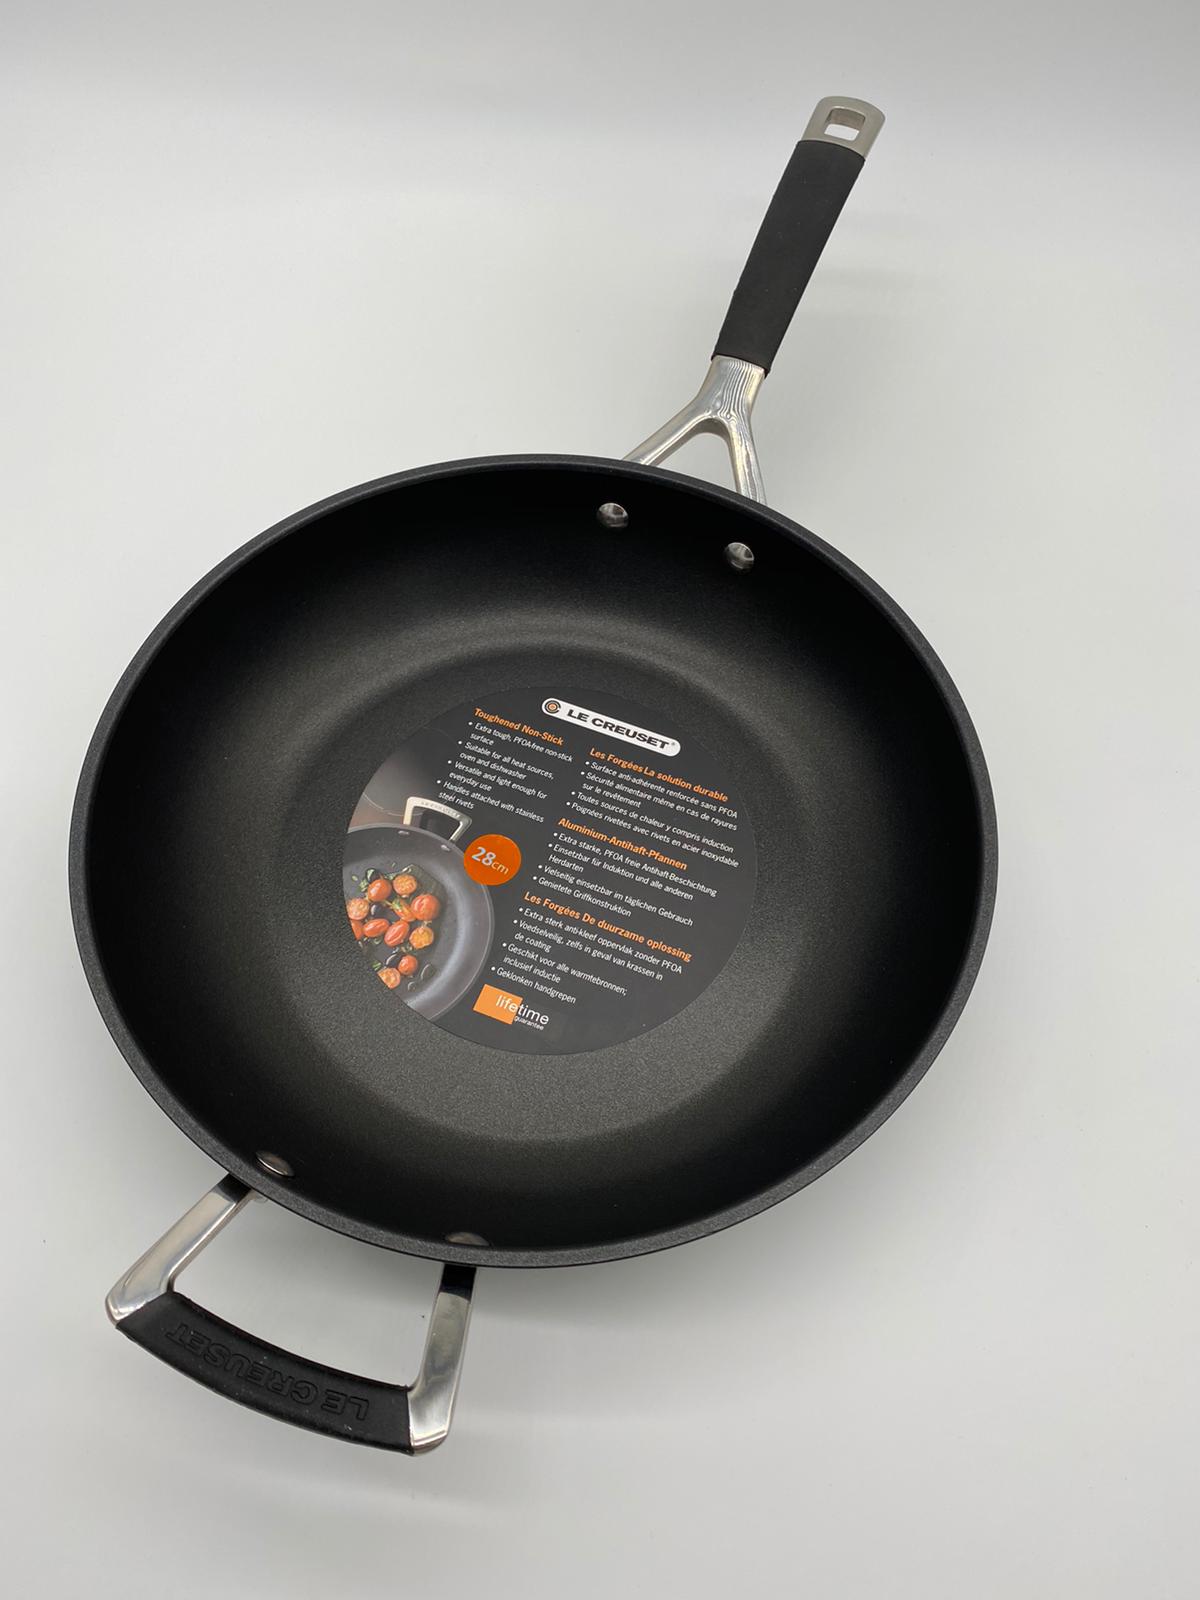 LE CREUSET®
Toughened Non-Stick
• Extra tough, PFOA-free non-stick
surface
• Suitable for all heat sources,
oven and dishwasher
• Versatile and light enough for
everyday use
• Handles attached with stainless
steel rivets
28cm
Les Forgées La solution durable
• Surface anti-adhérente renforcée sans PFOA
• Sécurité alimentaire même en cas de rayures
sur le revêtement
• Toutes sources de chaleur y compris induction
• Poignées rivetées avec rivets en acier inoxydable
Aluminium-Antihaft-Pfannen
• Extra starke, PFOA freie Antihaft-Beschichtung
• Einsetzbar für Induktion und alle anderen
Herdarten
• Vielseitig einsetzbar im täglichen Gebrauch
• Genietete Griffkonstruktion
Les Forgées De duurzame oplossing
• Extra sterk anti-kleef oppervlak zonder PFOA
• Voedselveilig, zelfs in geval van krassen in
de coating
• Geschikt voor alle warmtebronnen;
inclusief inductie
• Geklonken handgrepen
lifetime
guarantee
LE CREUSET